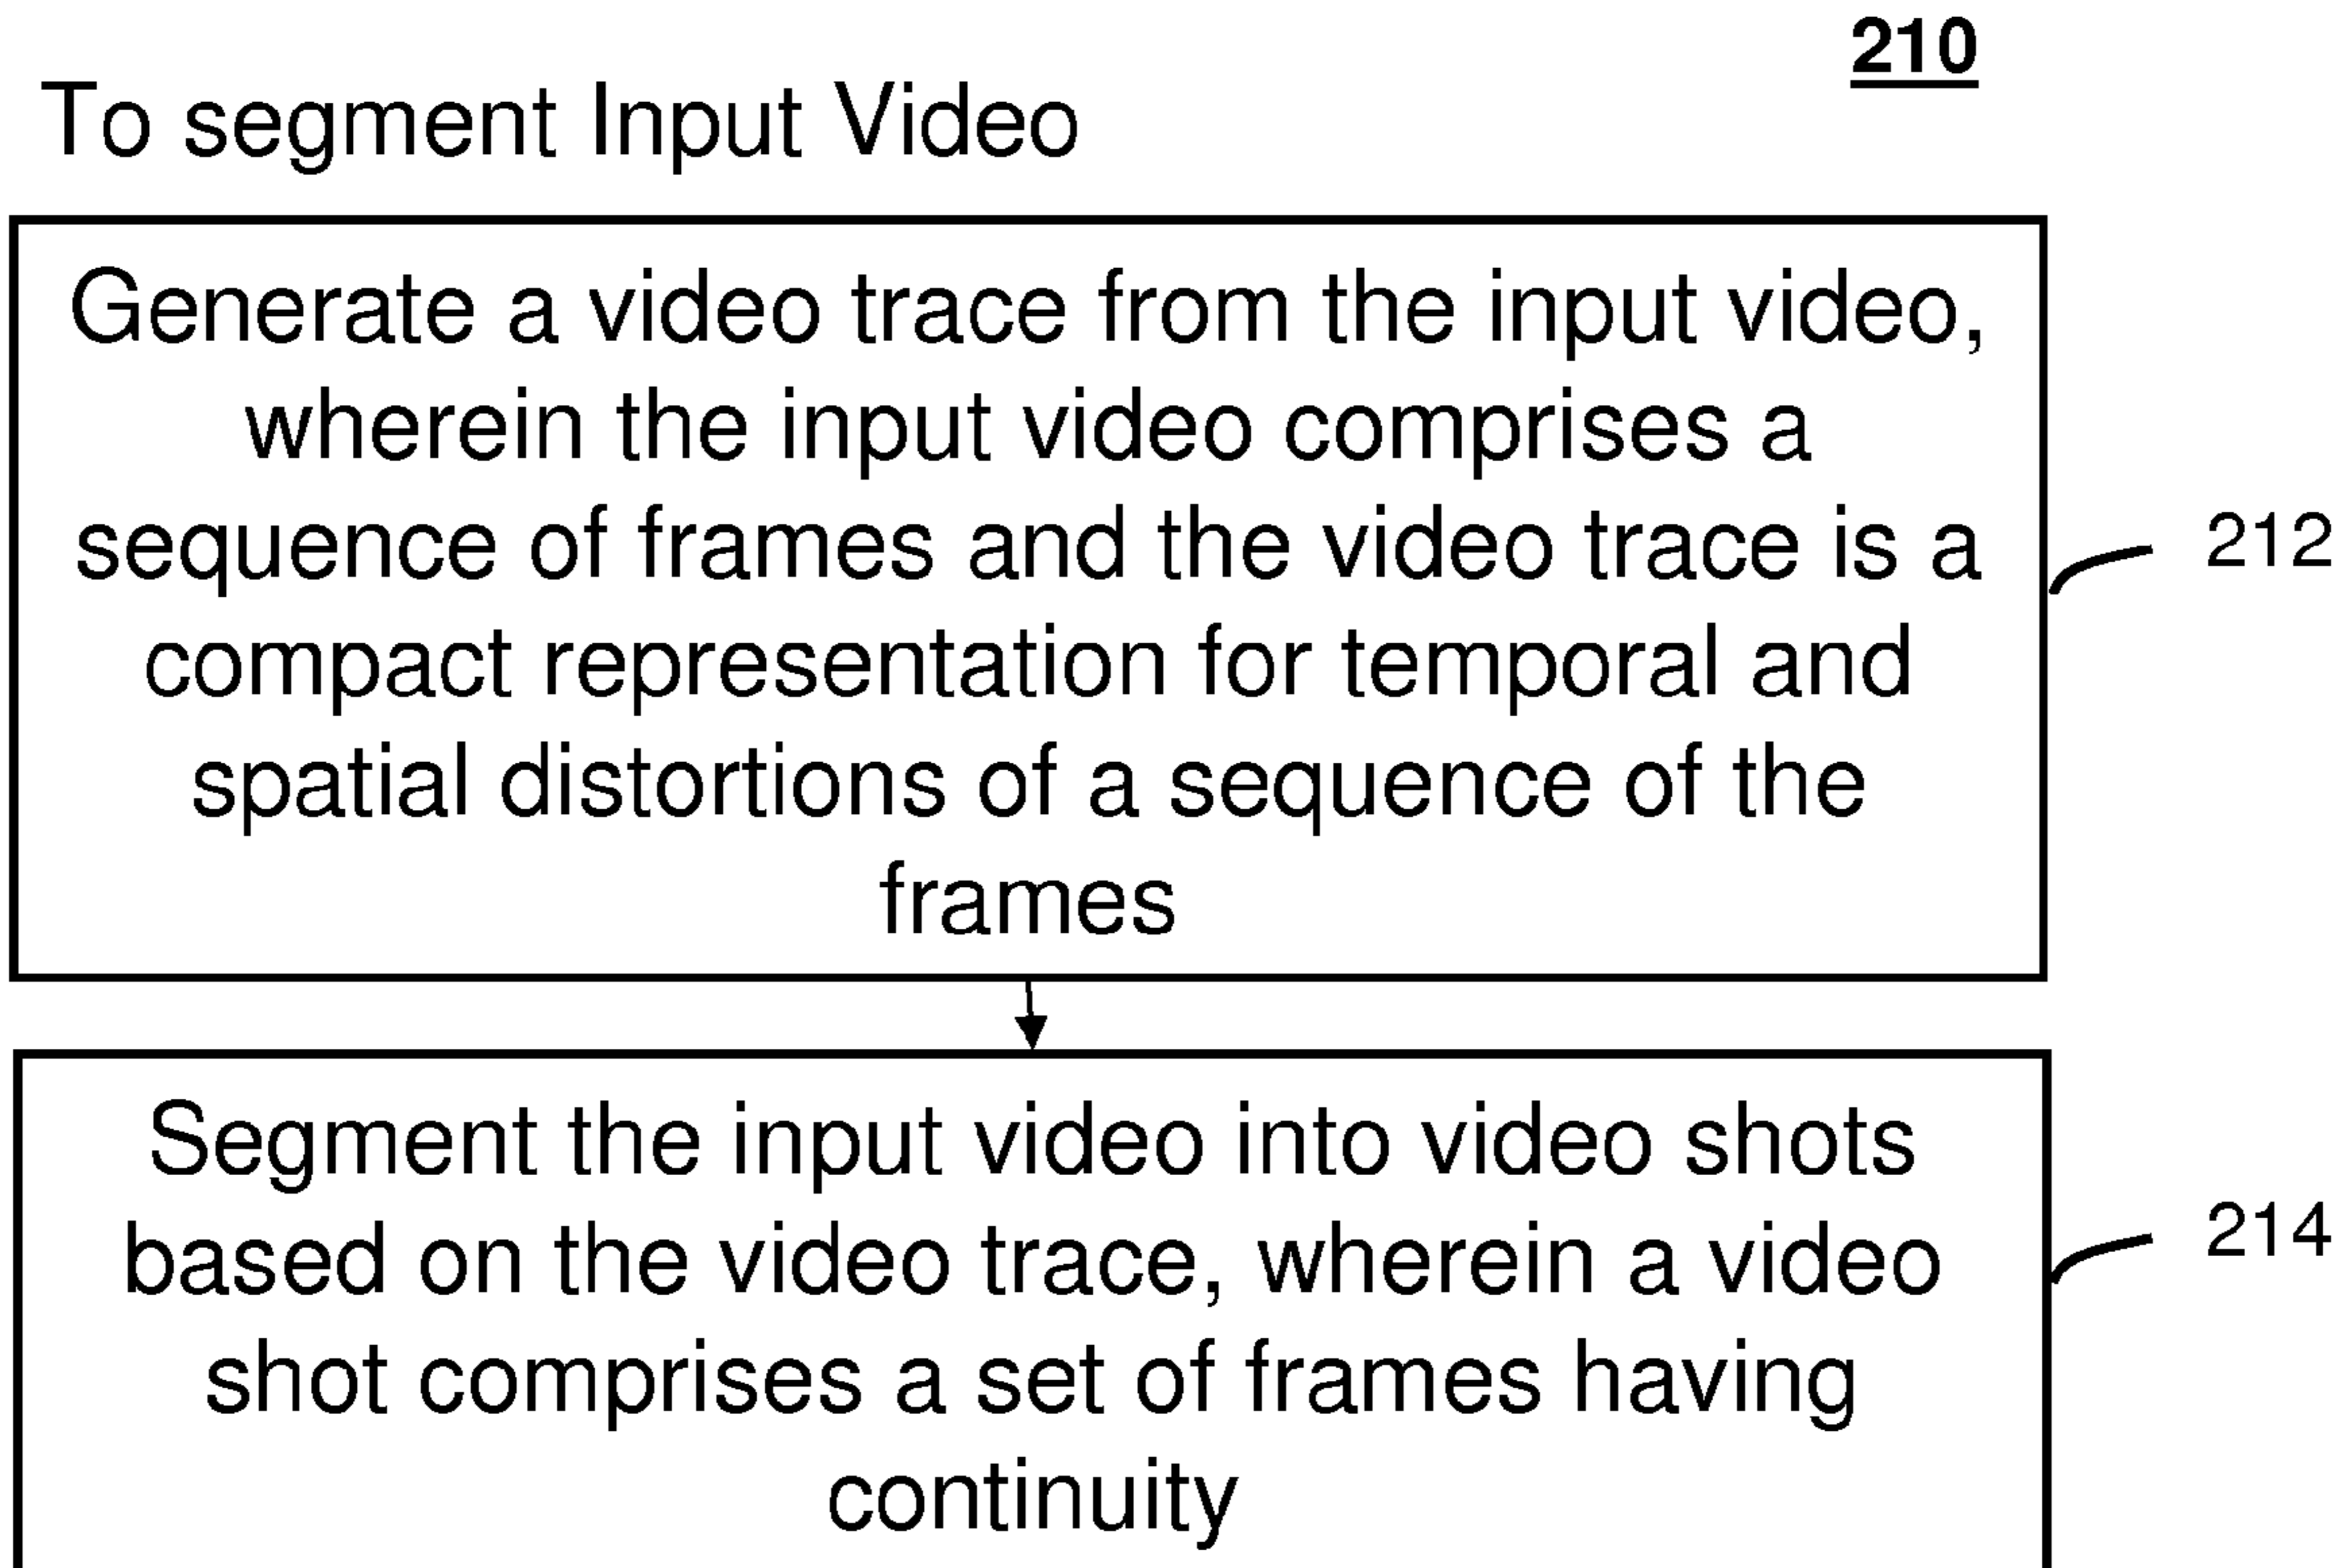 210
To segment Input Video
Generate a video trace from the input video,
wherein the input video comprises a
sequence of frames and the video trace is a
compact representation for temporal and
spatial distortions of a sequence of the
frames
212
Segment the input video into video shots
based on the video trace, wherein a video
shot comprises a set of frames having
continuity
214